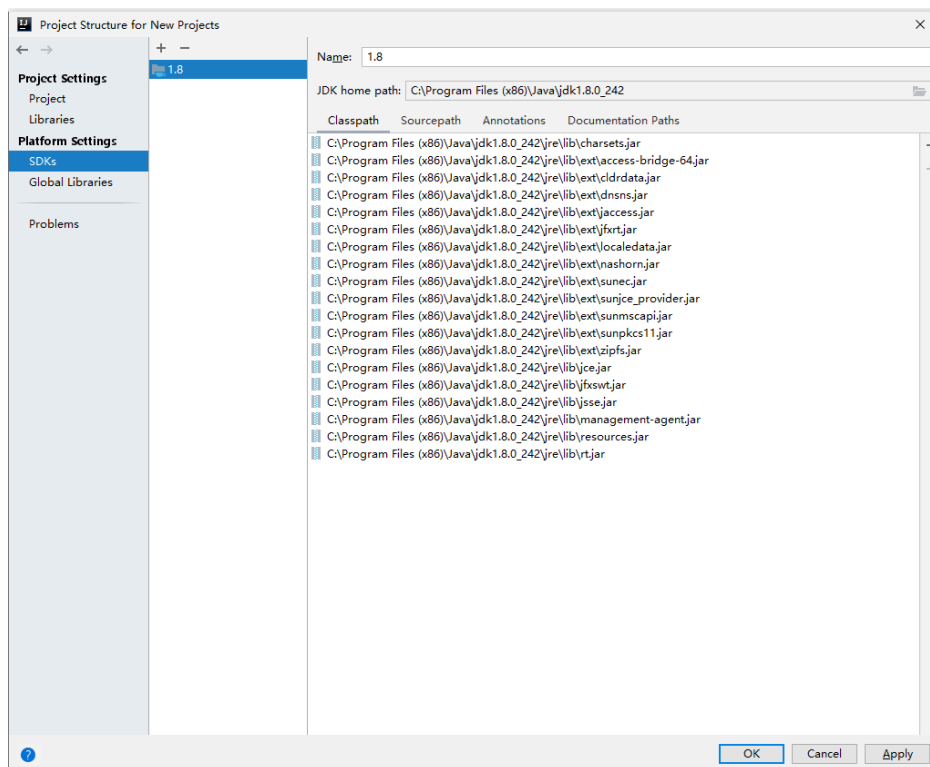 Project Structure for New Projects
Project Settings
Project
Libraries
Platform Settings
SDKs
Global Libraries
Problems
1.8
Name: 1.8
JDK home path: C:\Program Files (x86)\Java\jdk1.8.0_242
Classpath Sourcepath Annotations Documentation Paths
C:\Program Files (x86)\Java\jdk1.8.0_242\jre\lib\charsets.jar
C:\Program Files (x86)\Java\jdk1.8.0_242\jre\lib\ext\access-bridge-64.jar
C:\Program Files (x86)\Java\jdk1.8.0_242\jre\lib\ext\cldrdata.jar
C:\Program Files (x86)\Java\jdk1.8.0_242\jre\lib\ext\dnsns.jar
C:\Program Files (x86)\Java\jdk1.8.0_242\jre\lib\ext\jaccess.jar
C:\Program Files (x86)\Java\jdk1.8.0_242\jre\lib\ext\jfxrt.jar
C:\Program Files (x86)\Java\jdk1.8.0_242\jre\lib\ext\localedata.jar
C:\Program Files (x86)\Java\jdk1.8.0_242\jre\lib\ext\nashorn.jar
C:\Program Files (x86)\Java\jdk1.8.0_242\jre\lib\ext\sunec.jar
C:\Program Files (x86)\Java\jdk1.8.0_242\jre\lib\ext\sunjce_provider.jar
C:\Program Files (x86)\Java\jdk1.8.0_242\jre\lib\ext\sunmscapi.jar
C:\Program Files (x86)\Java\jdk1.8.0_242\jre\lib\ext\sunpkcs11.jar
C:\Program Files (x86)\Java\jdk1.8.0_242\jre\lib\ext\zipfs.jar
C:\Program Files (x86)\Java\jdk1.8.0_242\jre\lib\jce.jar
C:\Program Files (x86)\Java\jdk1.8.0_242\jre\lib\jfxswt.jar
C:\Program Files (x86)\Java\jdk1.8.0_242\jre\lib\jsse.jar
C:\Program Files (x86)\Java\jdk1.8.0_242\jre\lib\management-agent.jar
C:\Program Files (x86)\Java\jdk1.8.0_242\jre\lib\resources.jar
C:\Program Files (x86)\Java\jdk1.8.0_242\jre\lib\rt.jar
OK Cancel Apply